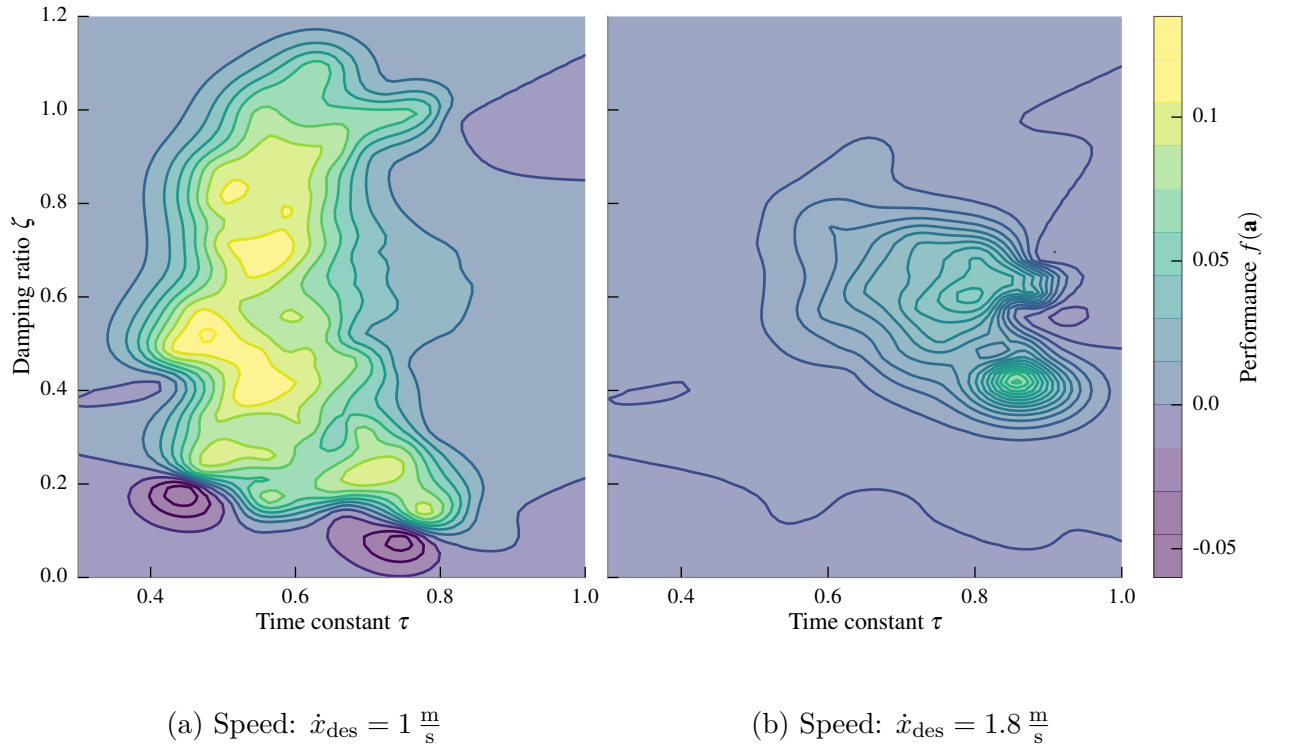 1.2
1.0
0.8
0.6
0.4
0.2
0.0
Damping ratio ζ
0.4 0.6 0.8 1.0
Time constant τ
0.4 0.6 0.8 1.0
Time constant τ
0.1
0.05
0.0
-0.05
Performance f(a)
(a) Speed: ẋdes = 1 m/s
(b) Speed: ẋdes = 1.8 m/s